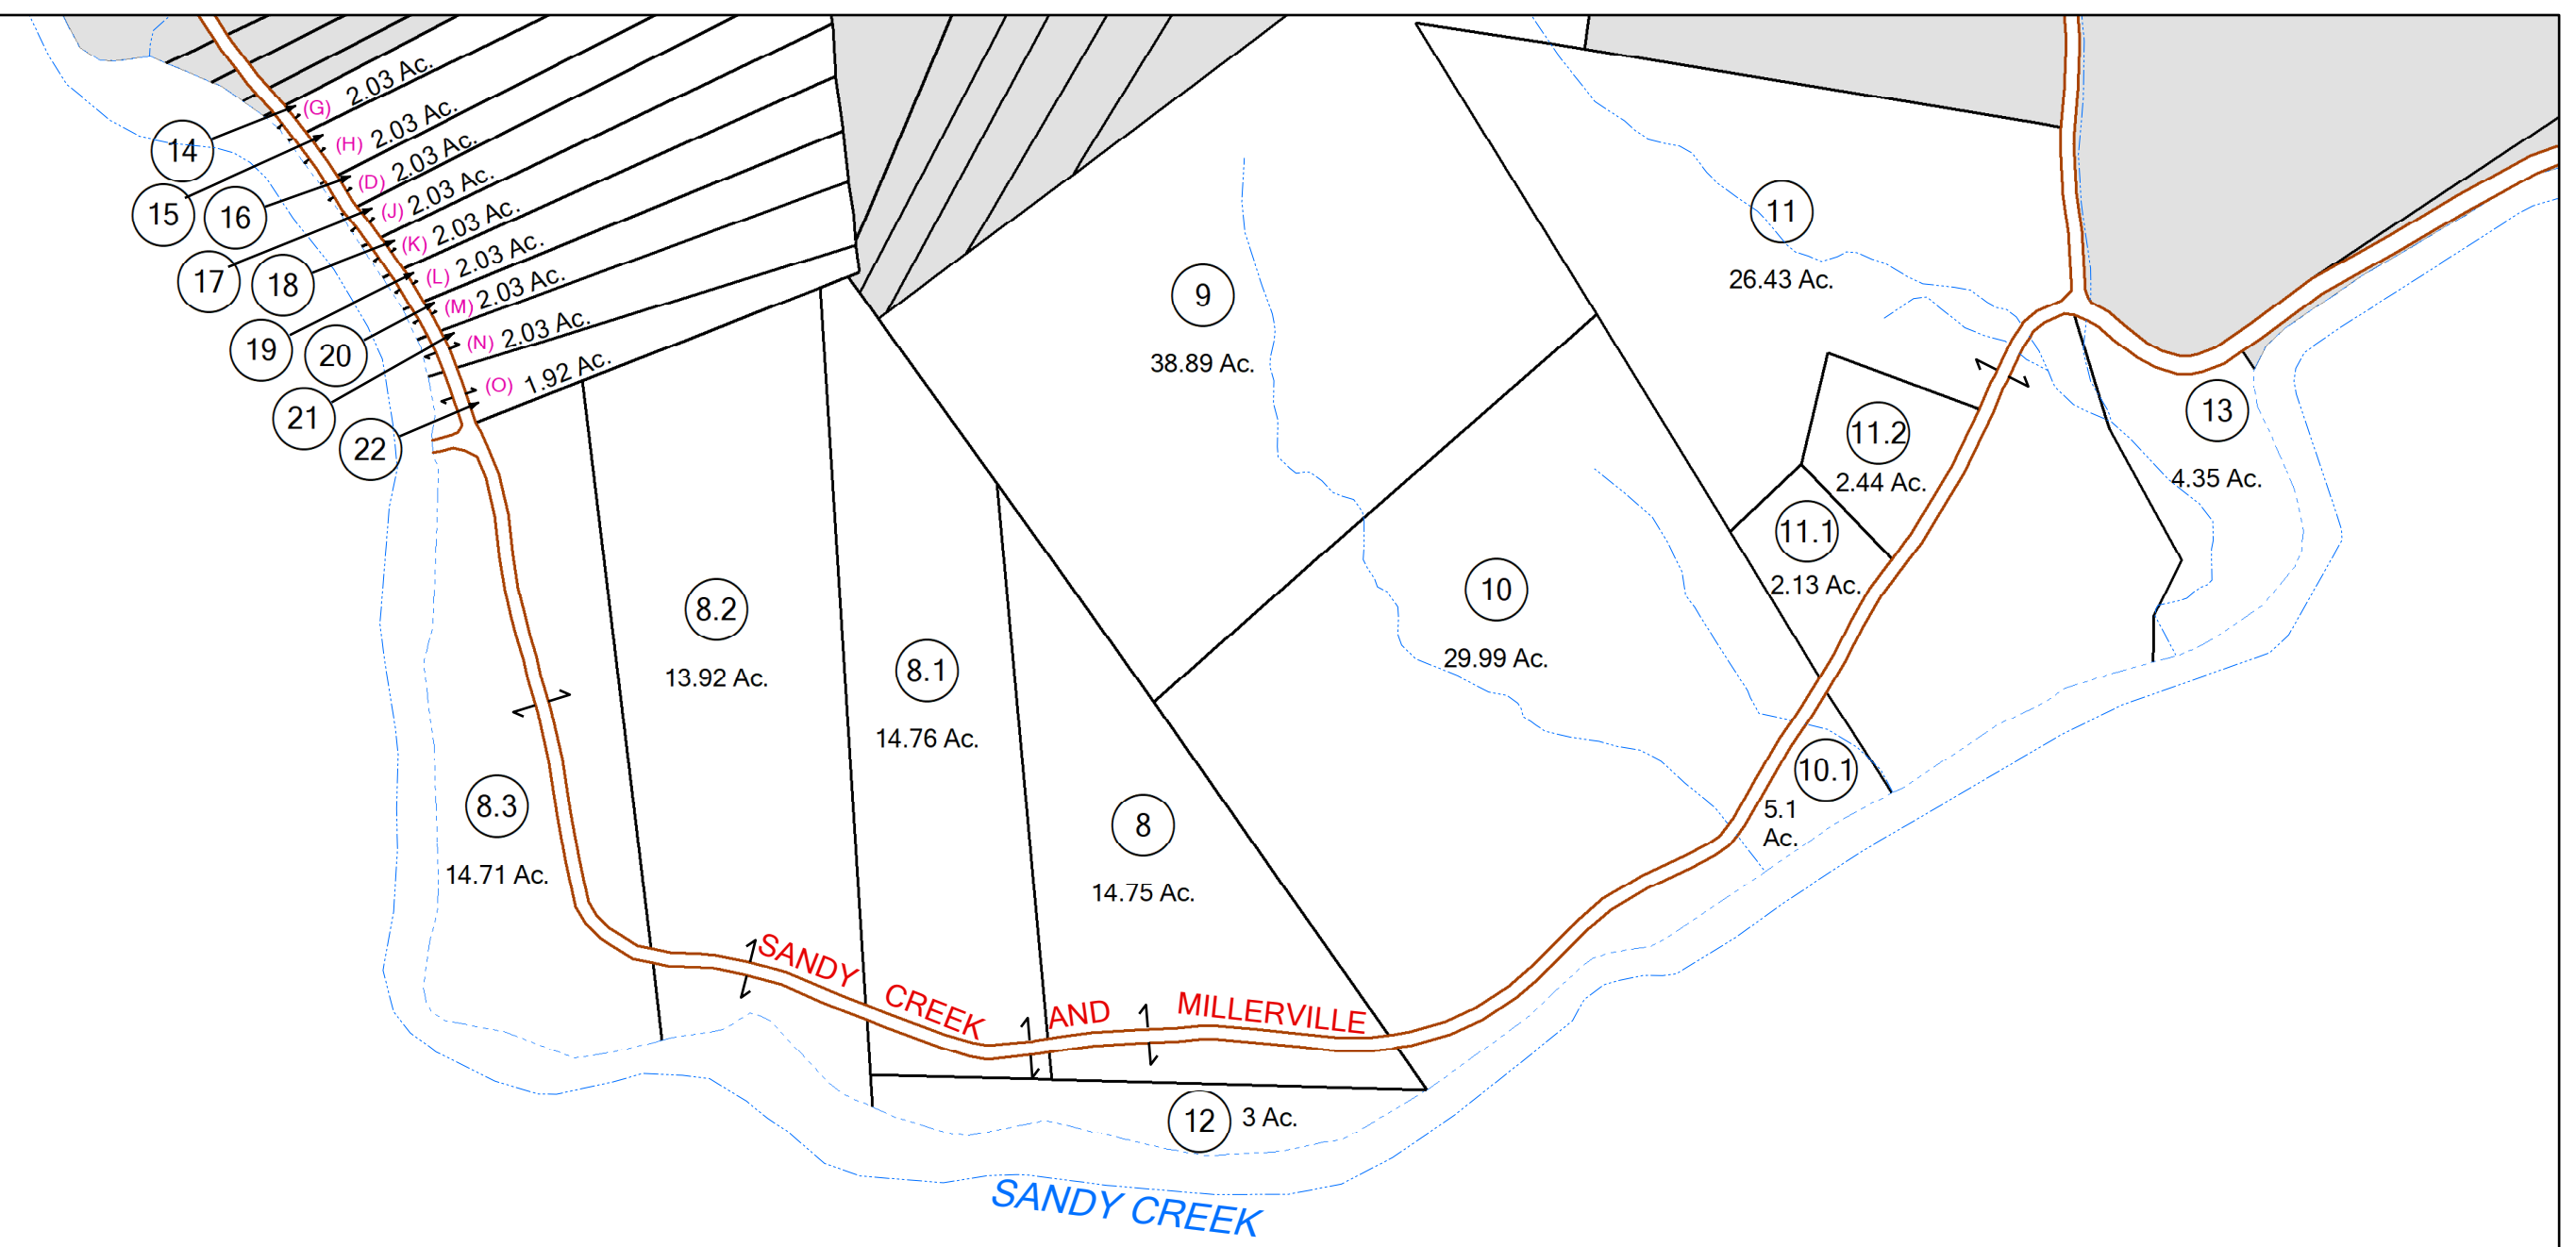 (G) 2.03 Ac.
14
(H) 2.03 Ac.
15
(D) 2.03 Ac.
16
(J) 2.03 Ac.
17
(K) 2.03 Ac.
18
(L) 2.03 Ac.
19
(M) 2.03 Ac.
20
(N) 2.03 Ac.
21
(O) 1.92 Ac.
22
9
38.89 Ac.
11
26.43 Ac.
11.2
2.44 Ac.
11.1
2.13 Ac.
13
4.35 Ac.
8.2
13.92 Ac.
8.1
14.76 Ac.
10
29.99 Ac.
10.1
5.1
Ac.
8.3
14.71 Ac.
8
14.75 Ac.
SANDY CREEK AND MILLERVILLE
12 3 Ac.
SANDY CREEK